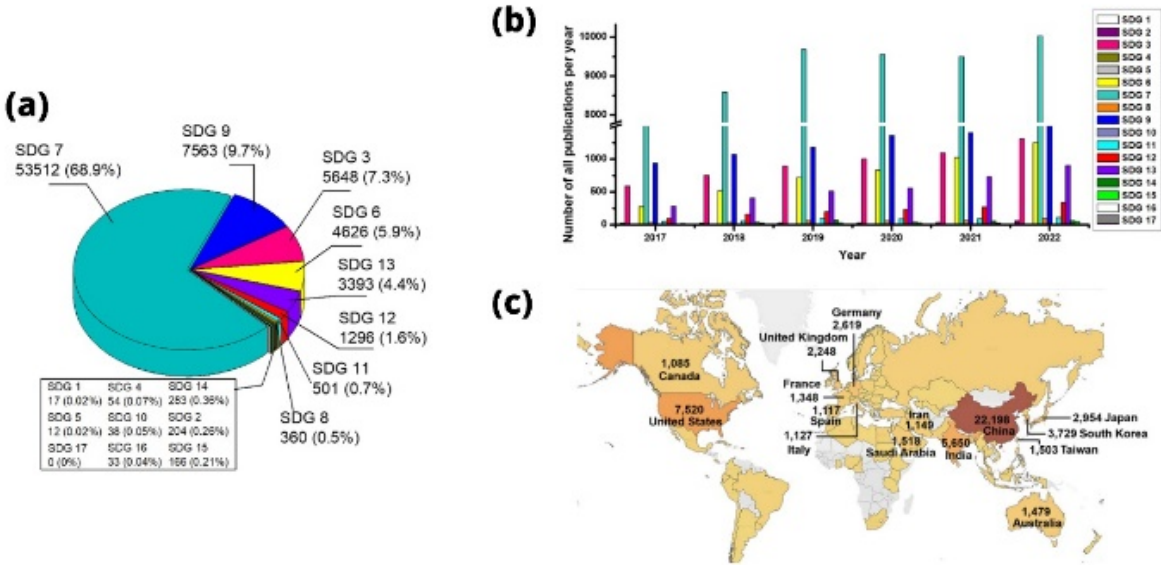 (a)
SDG 9
7563 (9.7%)
SDG 7
53512 (68.9%)
SDG 3
5648 (7.3%)
SDG 6
4626 (5.9%)
SDG 13
3393 (4.4%)
SDG 12
1296 (1.6%)
SDG 11
501 (0.7%)
SDG 8
360 (0.5%)
SDG 1 SDG 4 SDG 14
17 (0.02%) 54 (0.07%) 283 (0.36%)
SDG 5 SDG 10 SDG 2
12 (0.02%) 38 (0.05%) 204 (0.26%)
SDG 17 SDG 16 SDG 15
0 (0%) 33 (0.04%) 166 (0.21%)
(b)
Number of all publications per year
10000
9000
8000
1000
500
0
2017 2018 2019 2020 2021 2022
Year
SDG 1
SDG 2
SDG 3
SDG 4
SDG 5
SDG 6
SDG 7
SDG 8
SDG 9
SDG 10
SDG 11
SDG 12
SDG 13
SDG 14
SDG 15
SDG 16
SDG 17
(c)
Germany
2,619
United Kingdom
2,248
1,085
Canada
France
1,348
7,520
United States
1,117
Spain
1,127
Italy
Iran
1,149
1,518
Saudi Arabia
5,650
India
22,198
China
2,954 Japan
3,729 South Korea
1,503 Taiwan
1,479
Australia